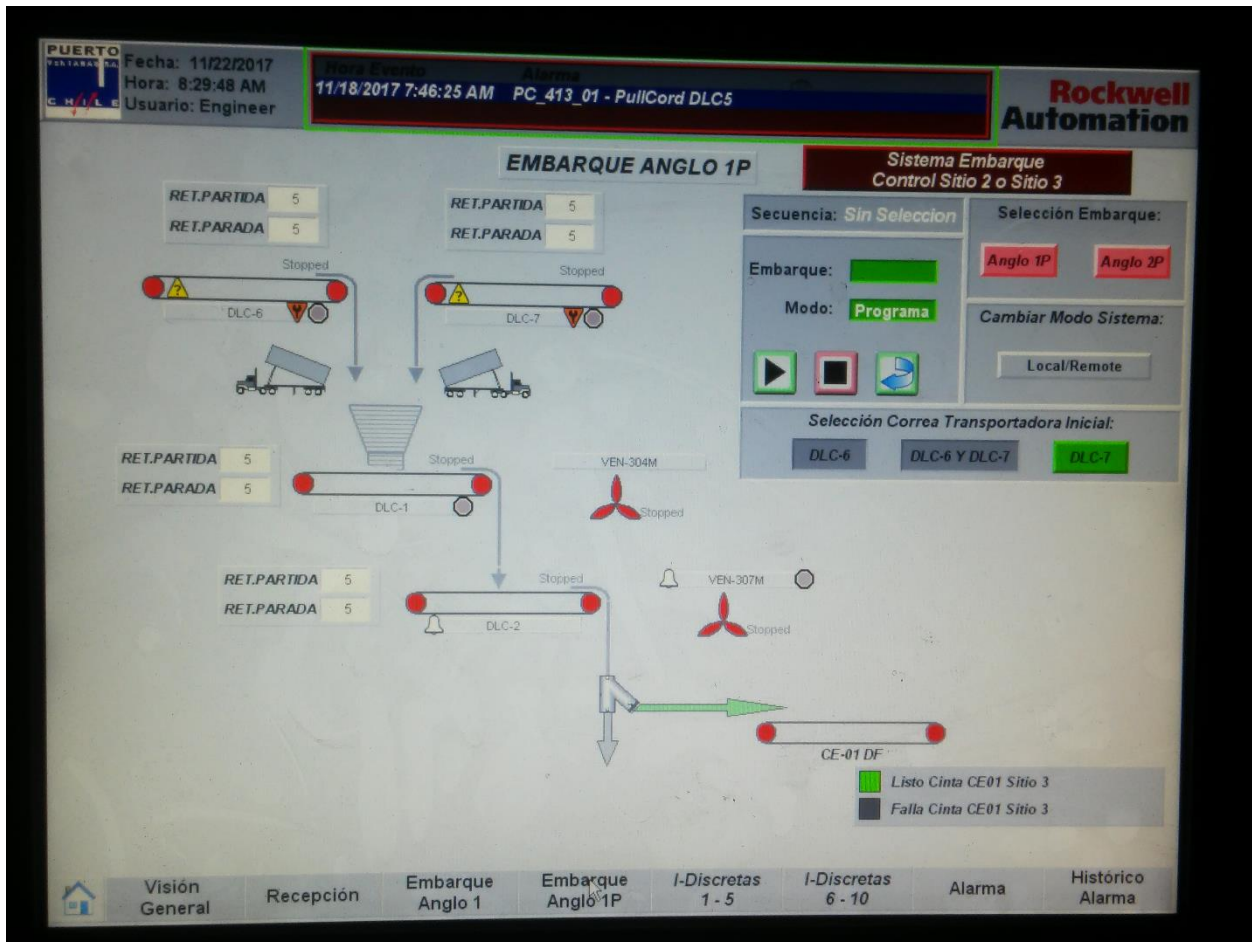 PUERTO
CHILE
Fecha: 11/22/2017
Hora: 8:29:48 AM
Usuario: Engineer
Hora Evento Alarma
11/18/2017 7:46:25 AM PC_413_01 - PullCord DLC5
Rockwell
Automation
EMBARQUE ANGLO 1P
Sistema Embarque
Control Sitio 2 o Sitio 3
RET.PARTIDA 5
RET.PARADA 5
RET.PARTIDA 5
RET.PARADA 5
Secuencia: Sin Seleccion
Selección Embarque:
Anglo 1P
Anglo 2P
Embarque:
Modo: Programa
Cambiar Modo Sistema:
Local/Remote
Selección Correa Transportadora Inicial:
DLC-6
DLC-6 Y DLC-7
DLC-7
Stopped
?
DLC-6
Stopped
?
DLC-7
RET.PARTIDA 5
RET.PARADA 5
Stopped
DLC-1
VEN-304M
Stopped
RET.PARTIDA 5
RET.PARADA 5
Stopped
DLC-2
VEN-307M
Stopped
CE-01 DF
Listo Cinta CE01 Sitio 3
Falla Cinta CE01 Sitio 3
Visión
General
Recepción
Embarque
Anglo 1
Embarque
Anglo 1P
I-Discretas
1 - 5
I-Discretas
6 - 10
Alarma
Histórico
Alarma